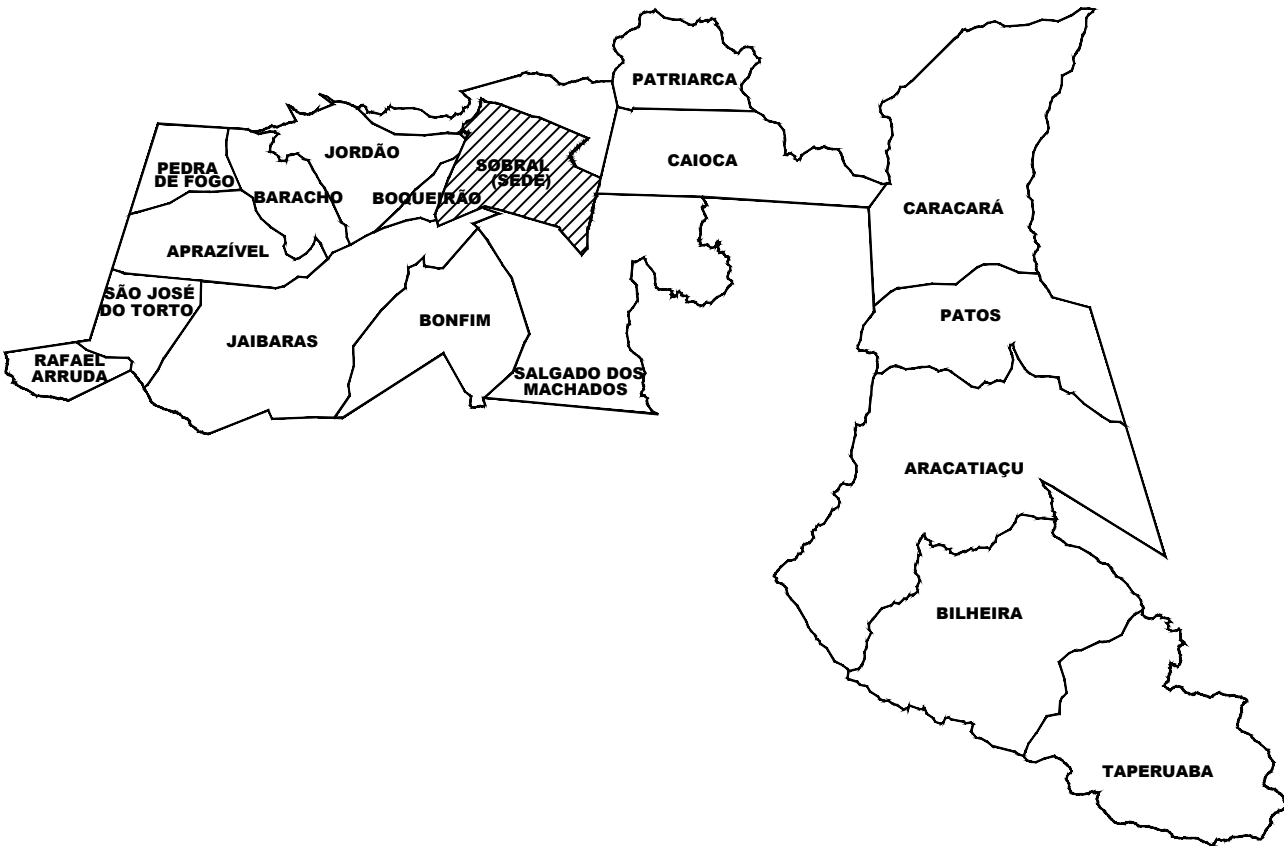 PATRIARCA
JORDÃO
CAIOCA
PEDRA
DE FOGO
SOBRAL
(SEDE)
BARACHO
BOQUEIRÃO
CARACARÁ
APRAZÍVEL
SÃO JOSÉ
DO TORTO
PATOS
BONFIM
JAIBARAS
RAFAEL
ARRUDA
SALGADO DOS
MACHADOS
ARACATIAÇU
BILHEIRA
TAPERUABA